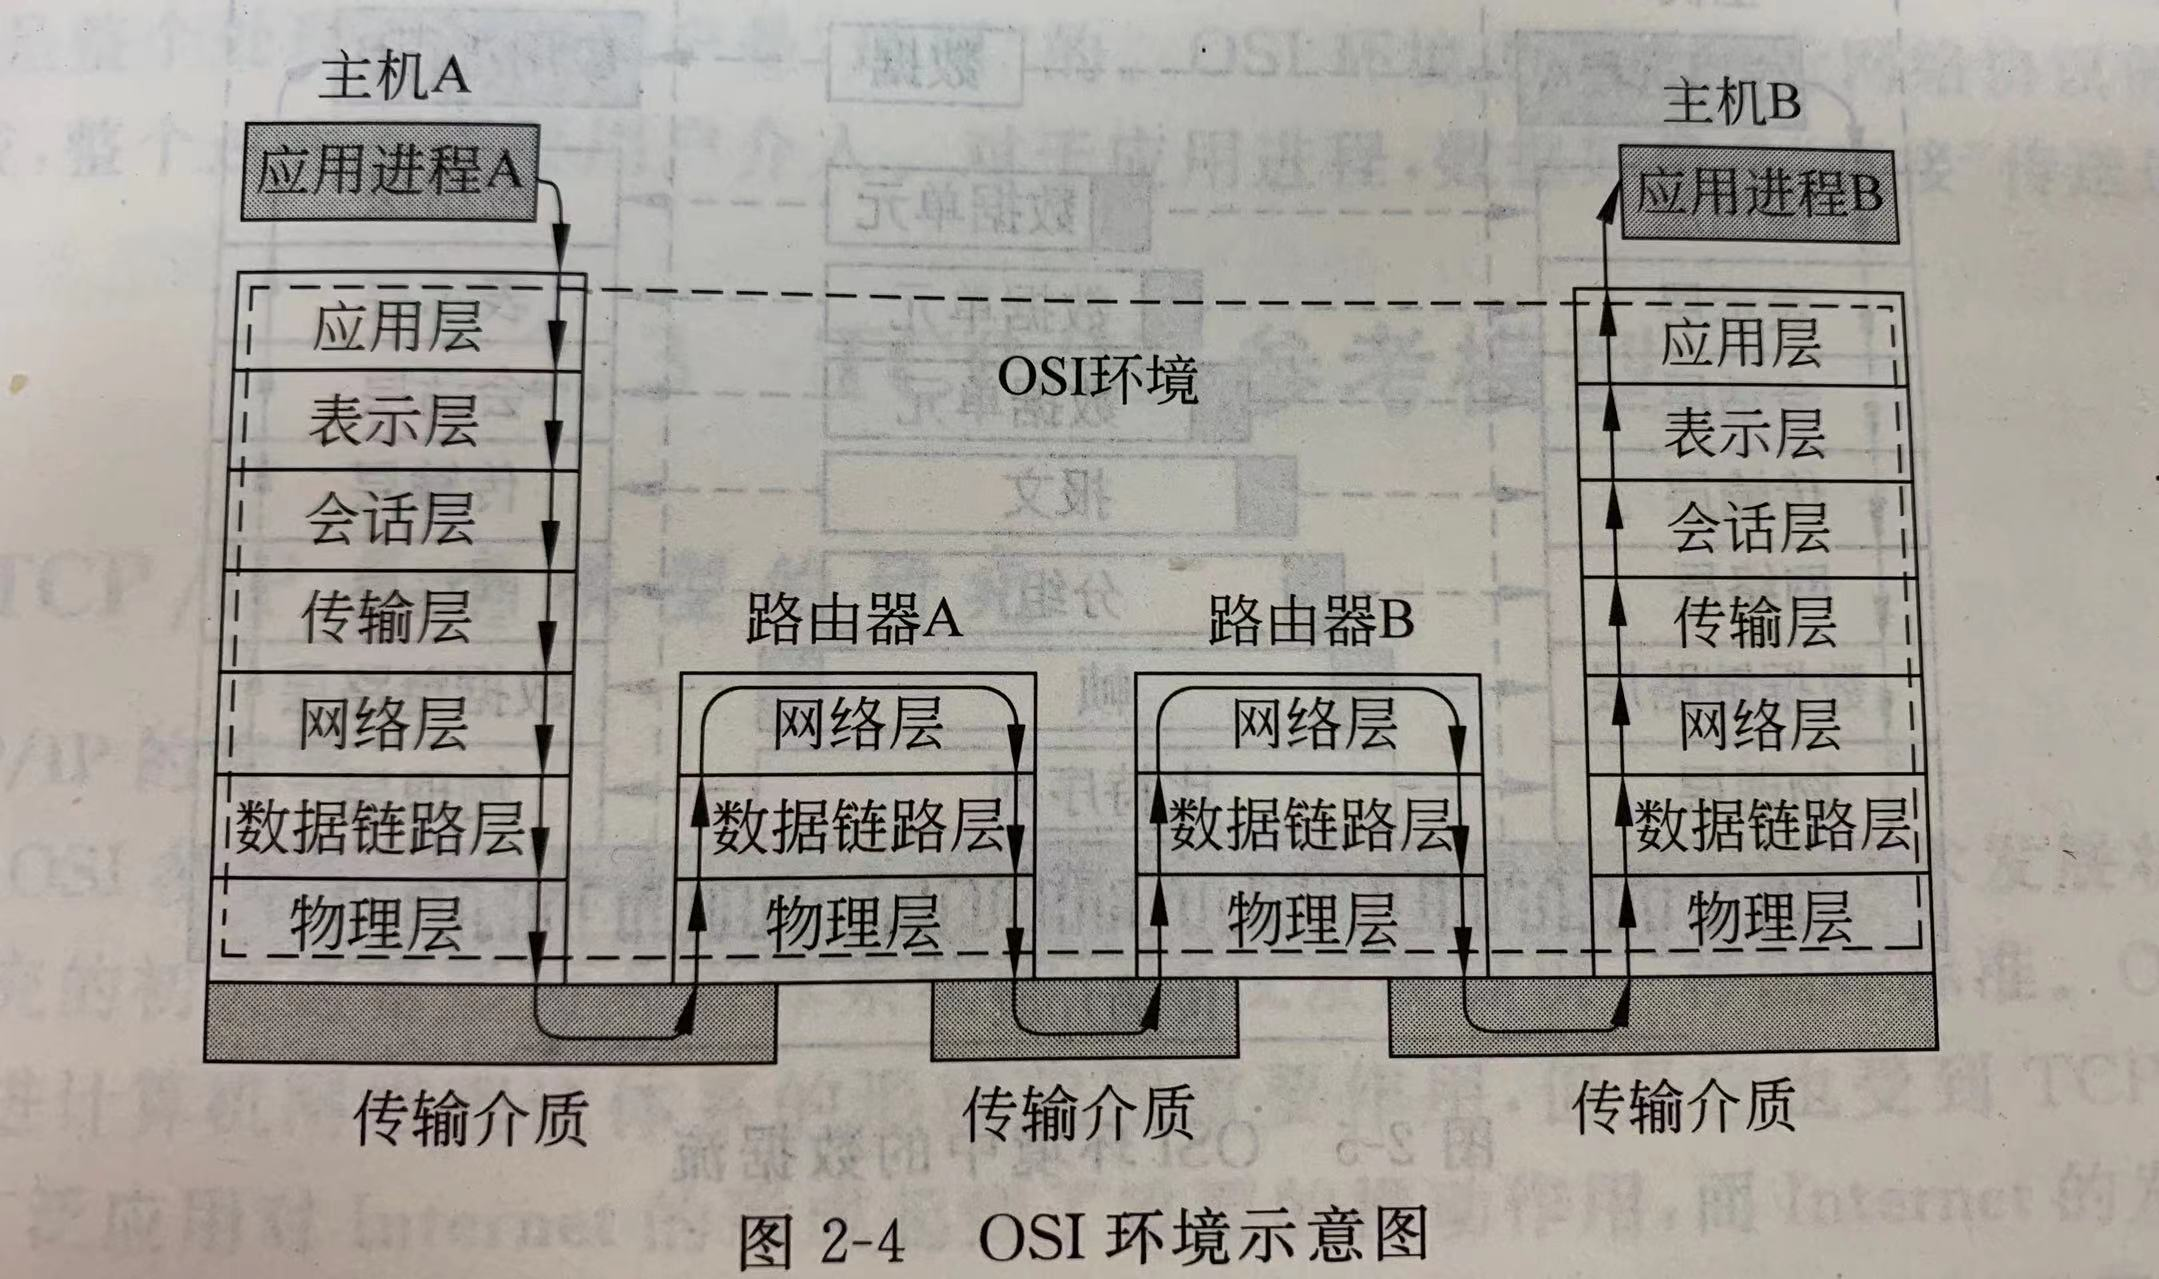 主机A
应用进程A
应用层
表示层
会话层
传输层
网络层
数据链路层
物理层
OSI环境
路由器A
网络层
数据链路层
物理层
路由器B
网络层
数据链路层
物理层
主机B
应用进程B
应用层
表示层
会话层
传输层
网络层
数据链路层
物理层
传输介质
传输介质
传输介质
图 2-4 OSI 环境示意图